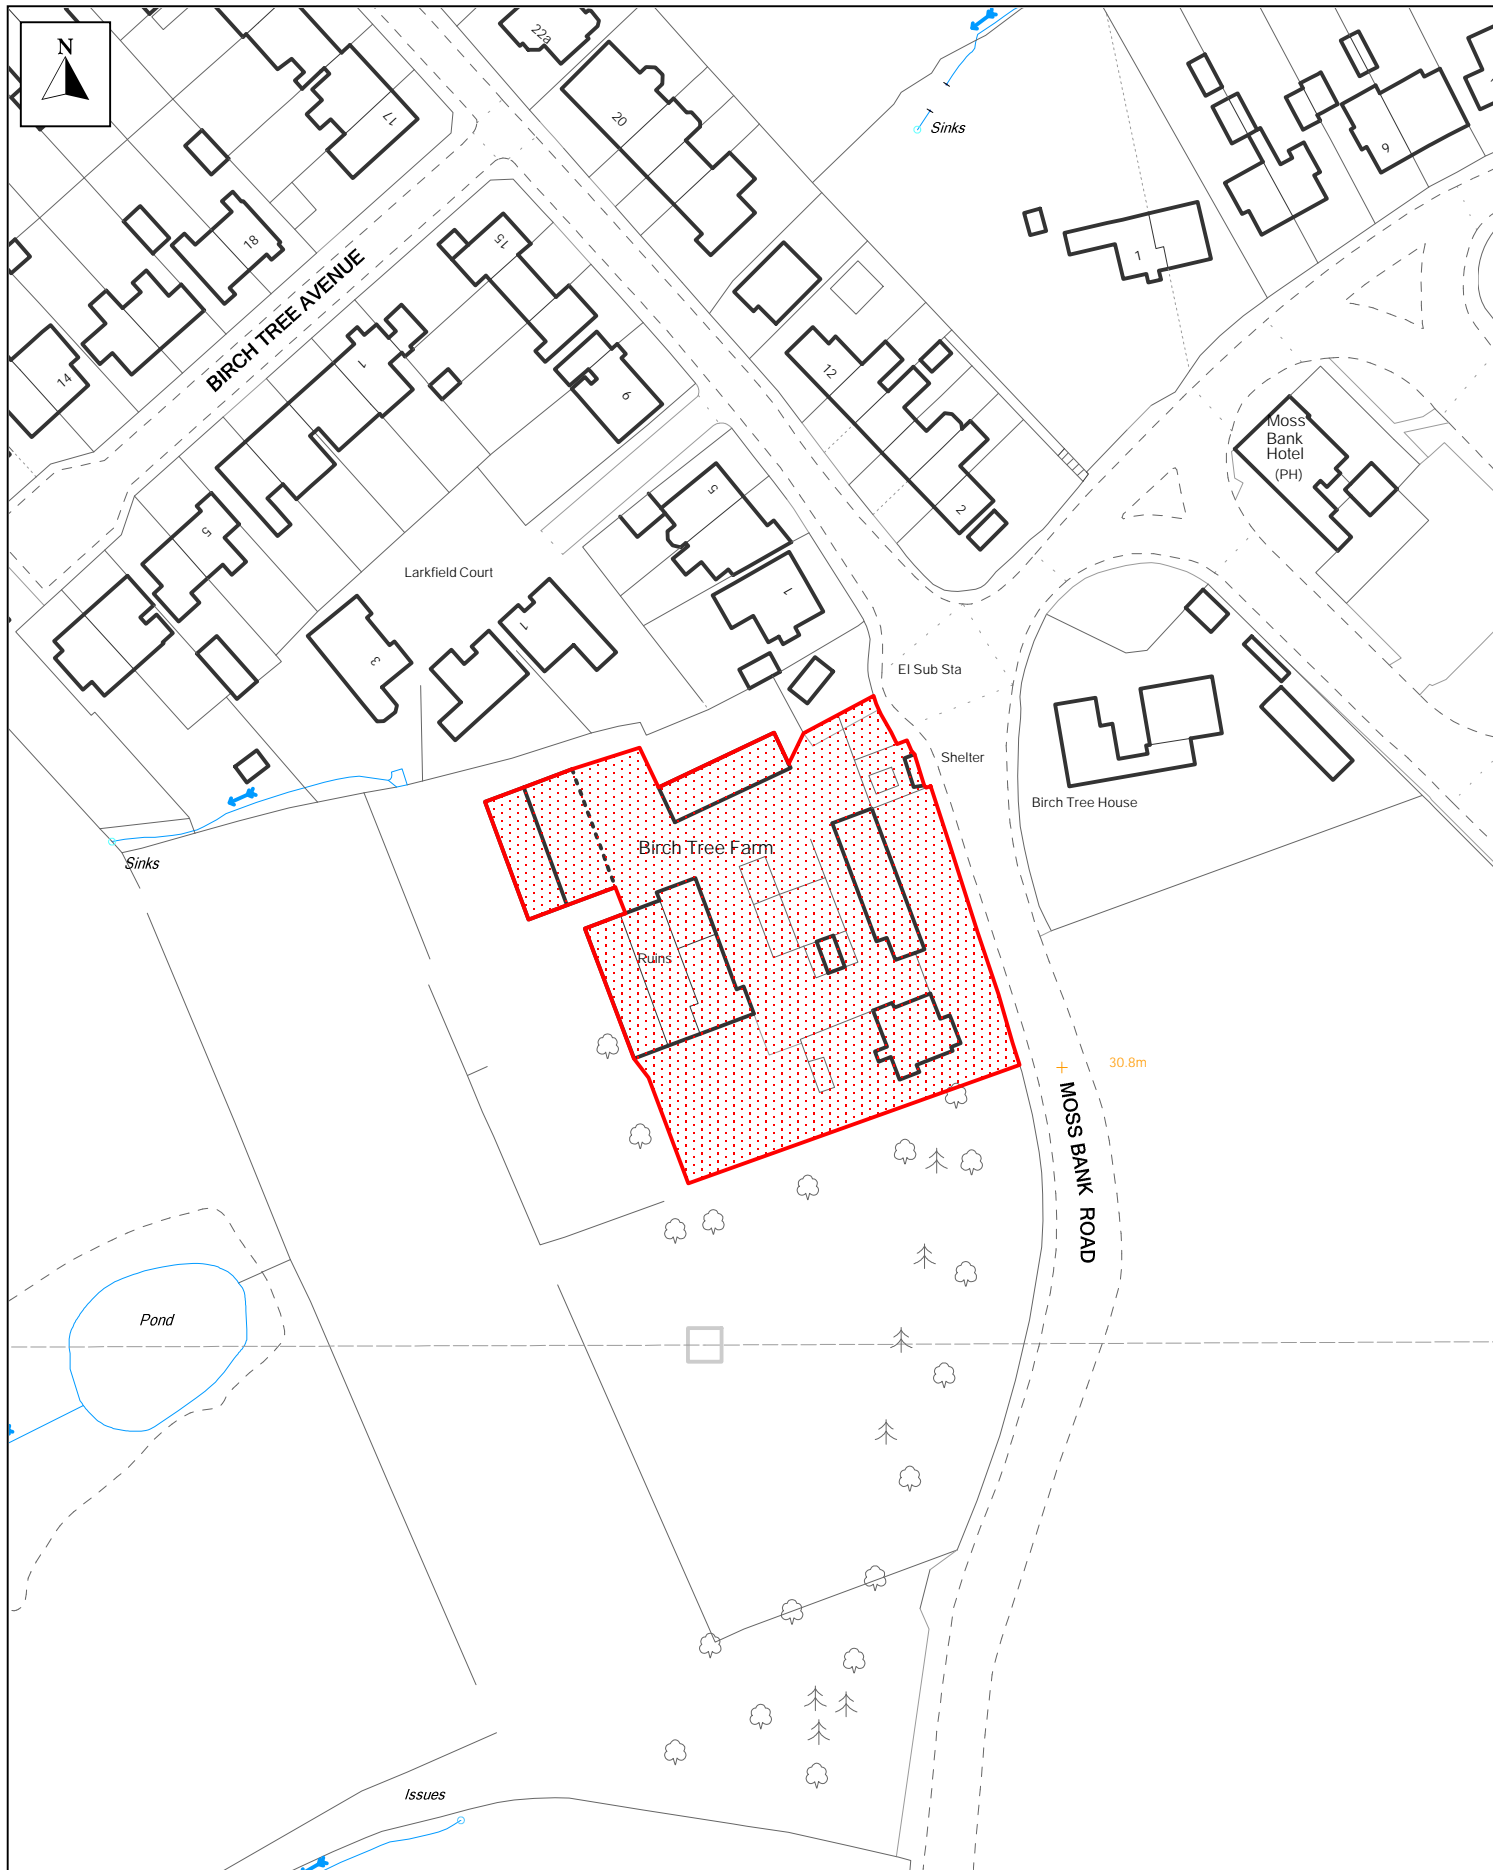 N
22a
20
17
Sinks
9
18
15
1
BIRCH TREE AVENUE
14
1
6
12
Moss
Bank
Hotel
(PH)
5
5
2
Larkfield Court
1
1
3
El Sub Sta
Shelter
Birch Tree House
Birch Tree Farm
Sinks
Ruins
30.8m
MOSS BANK ROAD
Pond
Issues